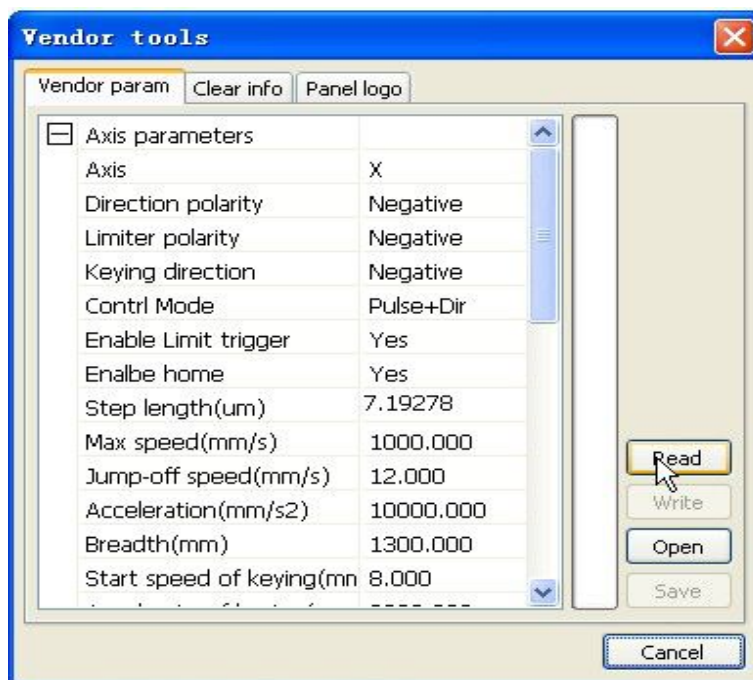 Vendor tools
Vendor param Clear info Panel logo
Axis parameters
Axis X
Direction polarity Negative
Limiter polarity Negative
Keying direction Negative
Contrl Mode Pulse+Dir
Enable Limit trigger Yes
Enalbe home Yes
Step length(um) 7.19278
Max speed(mm/s) 1000.000
Jump-off speed(mm/s) 12.000
Acceleration(mm/s2) 10000.000
Breadth(mm) 1300.000
Start speed of keying(mn 8.000
Read
Write
Open
Save
Cancel